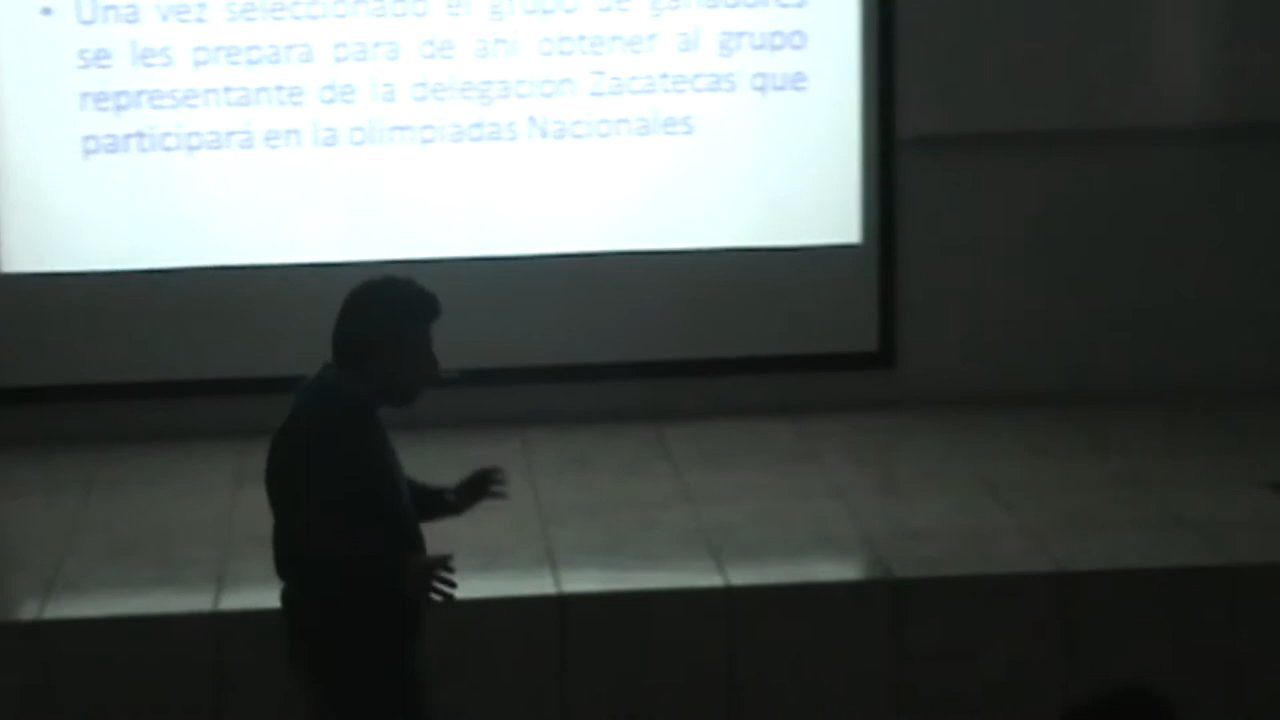 • Una vez seleccionado el grupo de ganadores
se les prepara para de ahí obtener al grupo
representante de la delegación Zacatecas que
participará en la olimpiadas Nacionales